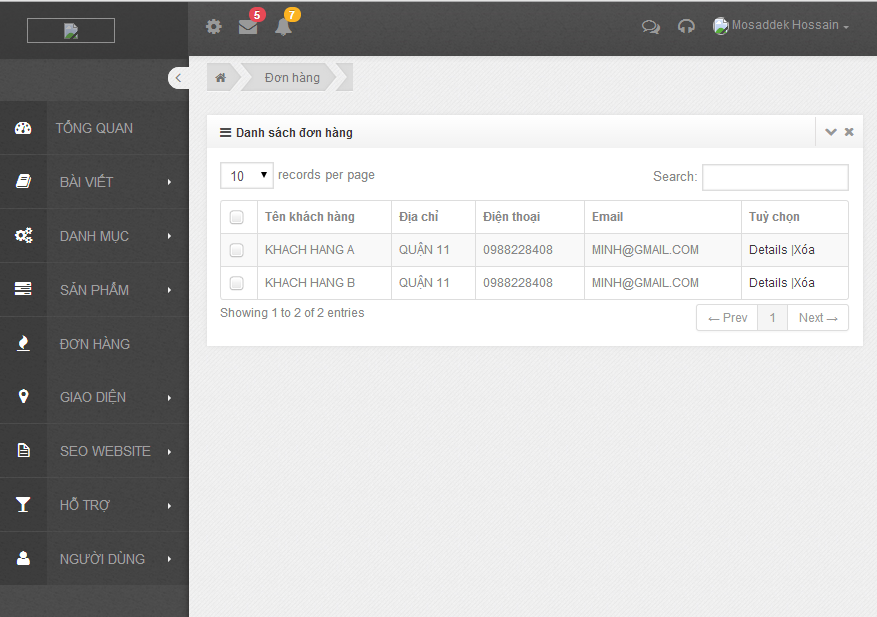 5
7
Mosaddek Hossain
Đơn hàng
TỔNG QUAN
BÀI VIẾT
DANH MỤC
SẢN PHẨM
ĐƠN HÀNG
GIAO DIỆN
SEO WEBSITE
HỖ TRỢ
NGƯỜI DÙNG
Danh sách đơn hàng
10 records per page
Search:
Tên khách hàng Địa chỉ Điện thoại Email Tuỳ chọn
KHACH HANG A QUẬN 11 0988228408 MINH@GMAIL.COM Details |Xóa
KHACH HANG B QUẬN 11 0988228408 MINH@GMAIL.COM Details |Xóa
Showing 1 to 2 of 2 entries
← Prev 1 Next →